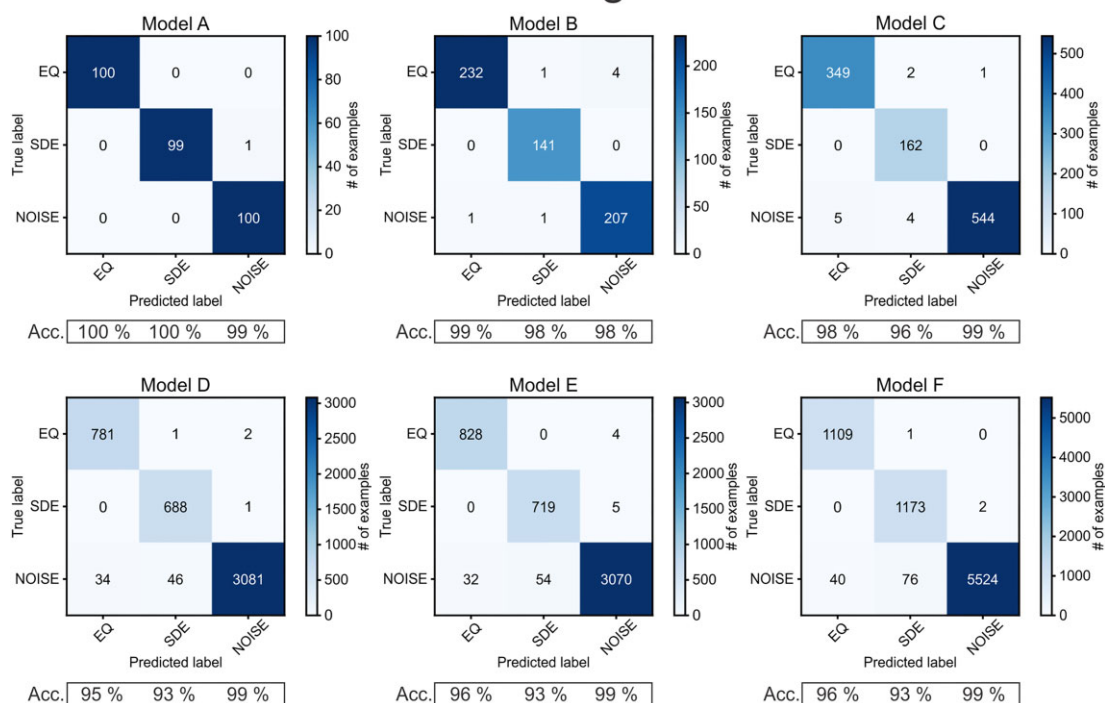 Model A
Model B
Model C
EQ 100 0 0
SDE 0 99 1
NOISE 0 0 100
EQ SDE NOISE
True label
Predicted label
100
80
60
40
20
0
# of examples
Acc. 100 % 100 % 99 %
EQ 232 1 4
SDE 0 141 0
NOISE 1 1 207
EQ SDE NOISE
True label
Predicted label
200
150
100
50
0
# of examples
Acc. 99 % 98 % 98 %
EQ 349 2 1
SDE 0 162 0
NOISE 5 4 544
EQ SDE NOISE
True label
Predicted label
500
400
300
200
100
0
# of examples
Acc. 98 % 96 % 99 %
Model D
Model E
Model F
EQ 781 1 2
SDE 0 688 1
NOISE 34 46 3081
EQ SDE NOISE
True label
Predicted label
3000
2500
2000
1500
1000
500
0
# of examples
Acc. 95 % 93 % 99 %
EQ 828 0 4
SDE 0 719 5
NOISE 32 54 3070
EQ SDE NOISE
True label
Predicted label
3000
2500
2000
1500
1000
500
0
# of examples
Acc. 96 % 93 % 99 %
EQ 1109 1 0
SDE 0 1173 2
NOISE 40 76 5524
EQ SDE NOISE
True label
Predicted label
5000
4000
3000
2000
1000
0
# of examples
Acc. 96 % 93 % 99 %